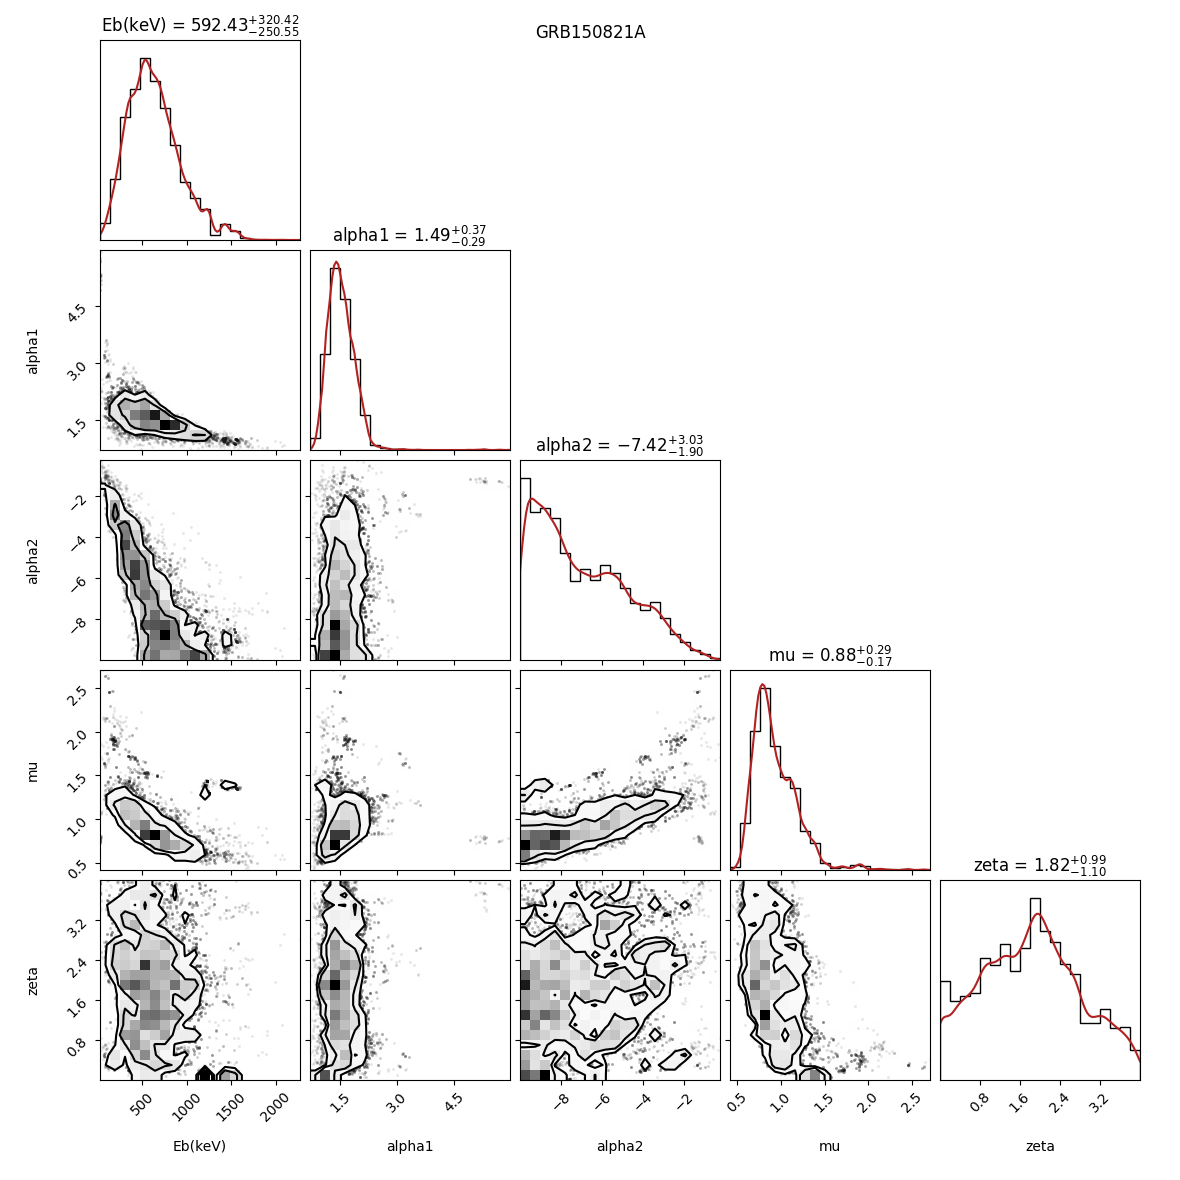 Eb(keV) = 592.43+320.42 −250.55
GRB150821A
alpha1 = 1.49+0.37 −0.29
alpha1
4.5
3.0
1.5
alpha2 = −7.42+3.03 −1.90
alpha2
−2
−4
−6
−8
mu = 0.88+0.29 −0.17
mu
2.5
2.0
1.5
1.0
0.5
zeta = 1.82+0.99 −1.10
zeta
3.2
2.4
1.6
0.8
500 1000 1500 2000
1.5 3.0 4.5
−8 −6 −4 −2
0.5 1.0 1.5 2.0 2.5
0.8 1.6 2.4 3.2
Eb(keV) alpha1 alpha2 mu zeta